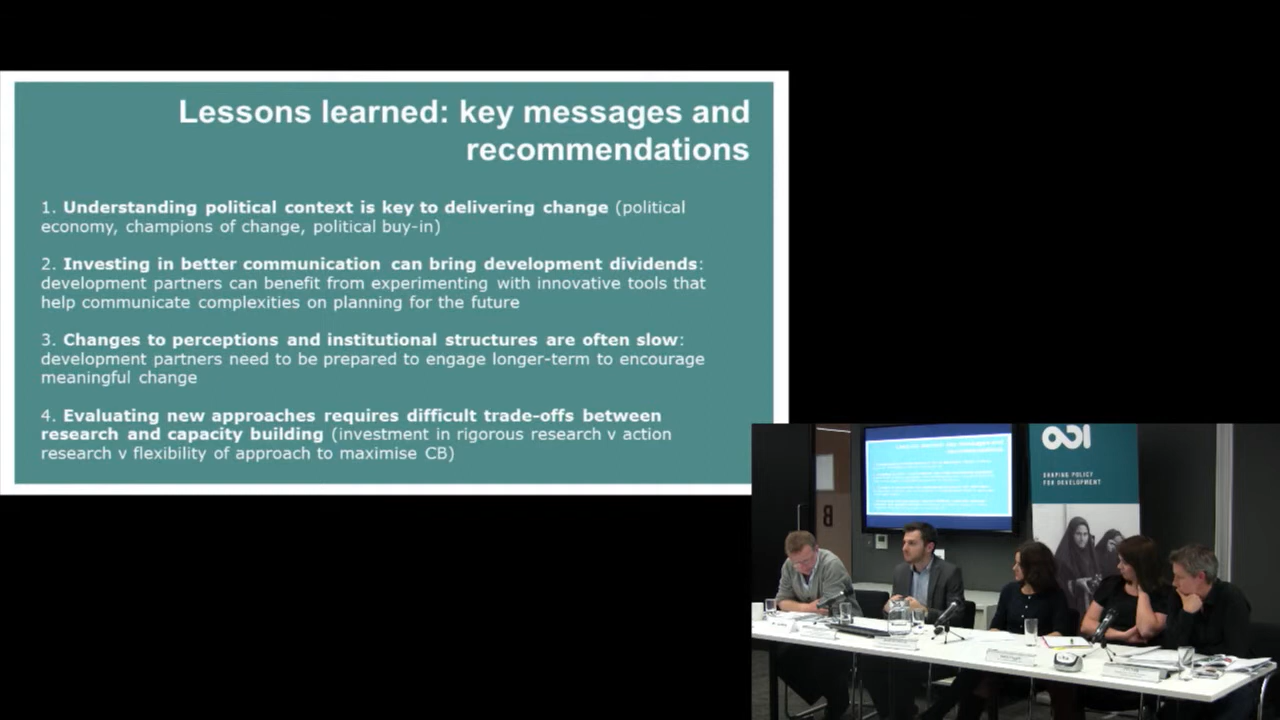 Lessons learned: key messages and
recommendations
1. Understanding political context is key to delivering change (political
economy, champions of change, political buy-in)
2. Investing in better communication can bring development dividends:
development partners can benefit from experimenting with innovative tools that
help communicate complexities on planning for the future
3. Changes to perceptions and institutional structures are often slow:
development partners need to be prepared to engage longer-term to encourage
meaningful change
4. Evaluating new approaches requires difficult trade-offs between
research and capacity building (investment in rigorous research v action
research v flexibility of approach to maximise CB)
odi
SHAPING POLICY
FOR DEVELOPMENT